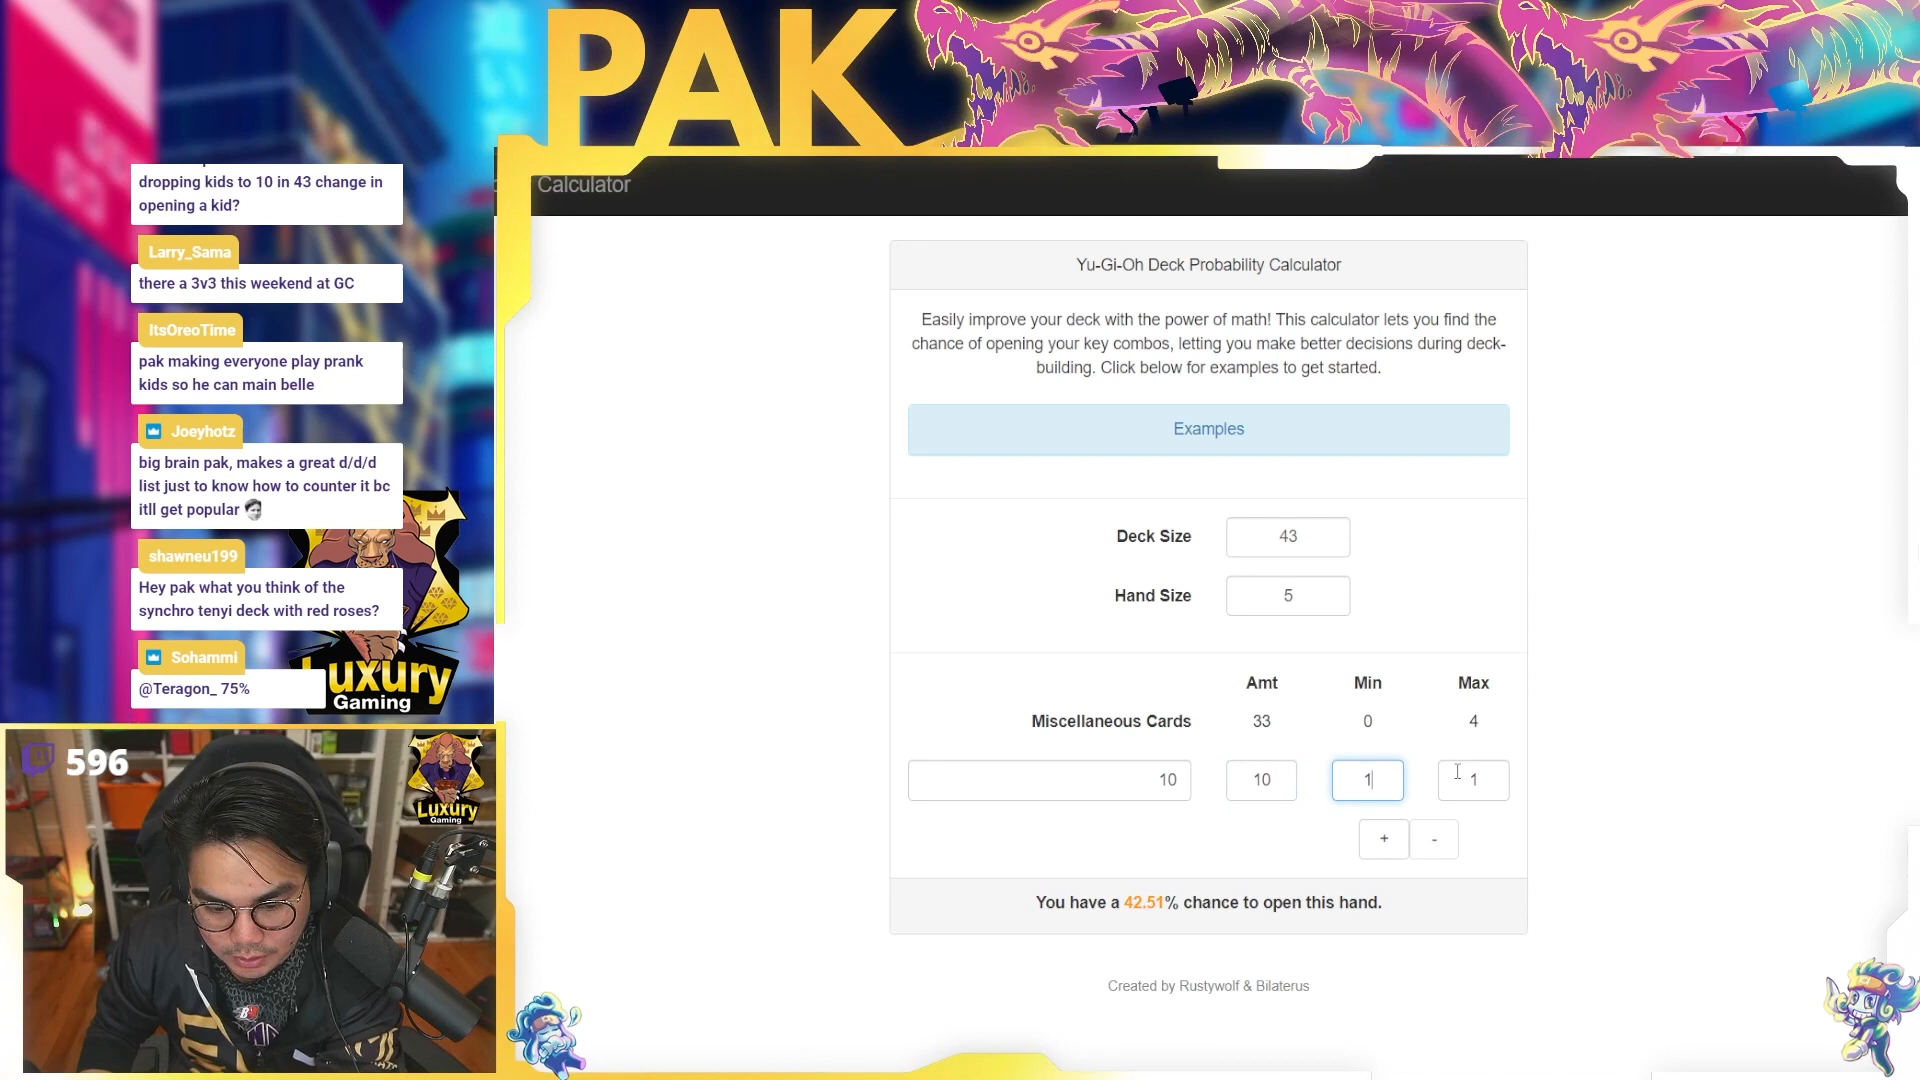 PAK
Calculator
dropping kids to 10 in 43 change in
opening a kid?
Larry_Sama
there a 3v3 this weekend at GC
ItsOreoTime
pak making everyone play prank
kids so he can main belle
Joeyhotz
big brain pak, makes a great d/d/d
list just to know how to counter it bc
itll get popular
shawneu199
Hey pak what you think of the
synchro tenyi deck with red roses?
Sohammi
@Teragon_ 75%
Luxury
Gaming
596
Luxury
Gaming
Yu-Gi-Oh Deck Probability Calculator
Easily improve your deck with the power of math! This calculator lets you find the
chance of opening your key combos, letting you make better decisions during deck-
building. Click below for examples to get started.
Examples
Deck Size 43
Hand Size 5
Amt Min Max
Miscellaneous Cards 33 0 4
10 10 1 1
+ -
You have a 42.51% chance to open this hand.
Created by Rustywolf & Bilaterus